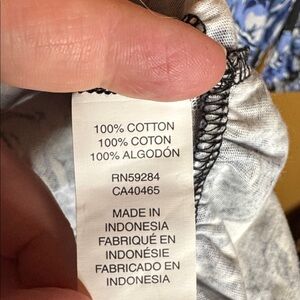 100% COTTON
100% COTON
100% ALGODÓN
RN59284
CA40465
MADE IN
INDONESIA
FABRIQUÉ EN
INDONÉSIE
FABRICADO EN
INDONESIA